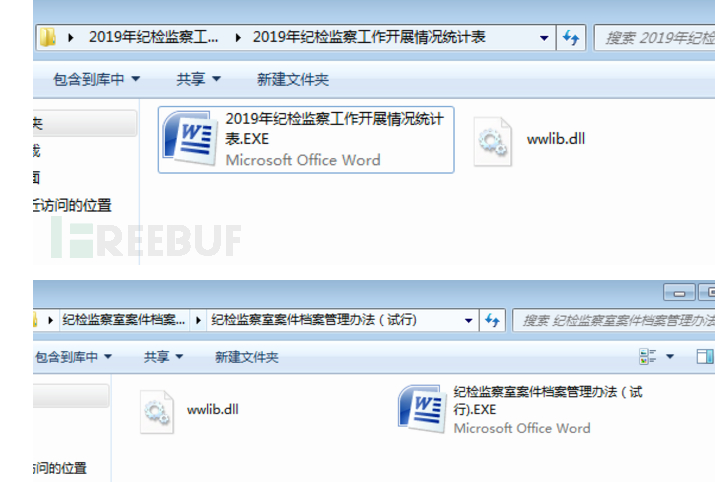 2019年纪检监察工... 2019年纪检监察工作开展情况统计表 搜索 2019年纪检
包含到库中 共享 新建文件夹
夹
2019年纪检监察工作开展情况统计
表.EXE
Microsoft Office Word
wwlib.dll
面
近访问的位置
FREEBUF
纪检监察室案件档案... 纪检监察室案件档案管理办法（试行) 搜索 纪检监察室案件档案管理办法
包含到库中 共享 新建文件夹
wwlib.dll
纪检监察室案件档案管理办法（试
行).EXE
Microsoft Office Word
访问的位置